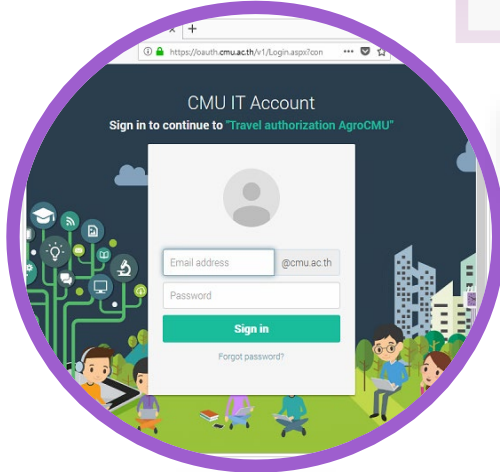 https://oauth.cmu.ac.th/v1/Login.aspx?con
CMU IT Account
Sign in to continue to "Travel authorization AgroCMU"
Email address @cmu.ac.th
Password
Sign in
Forgot password?